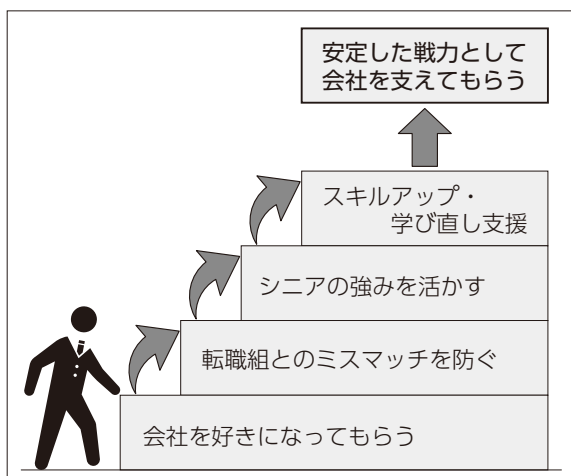 安定した戦力として
会社を支えてもらう
スキルアップ・
学び直し支援
シニアの強みを活かす
転職組とのミスマッチを防ぐ
会社を好きになってもらう